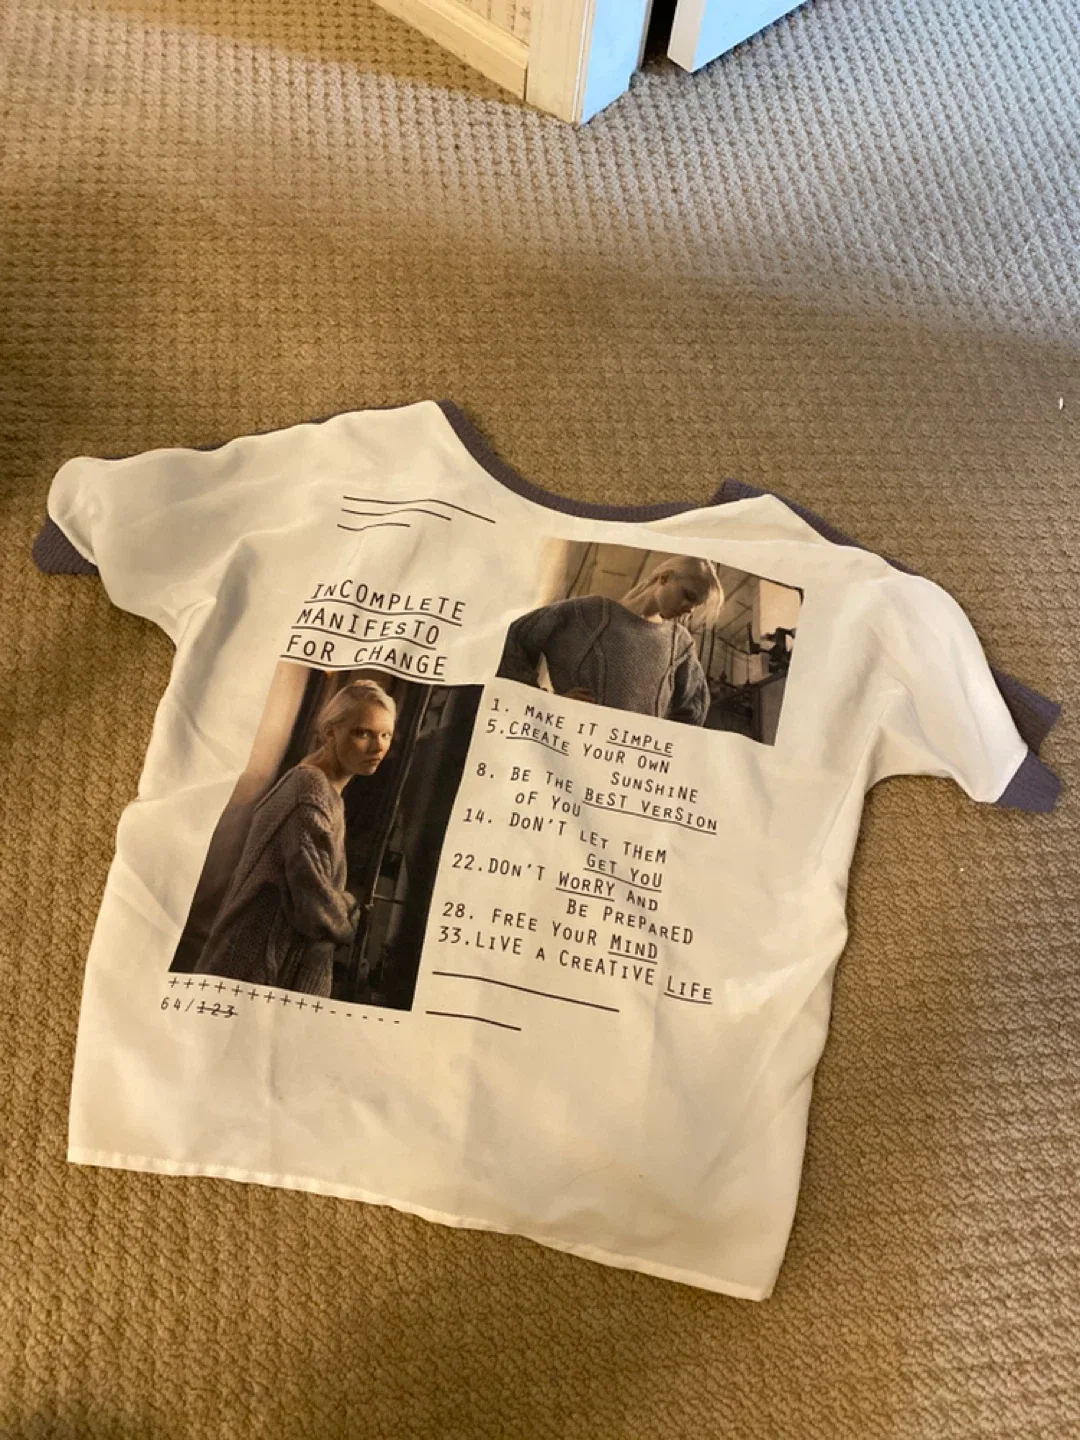 INCOMPLETE
MANIFESTO
FOR CHANGE
1. MAKE IT SIMPLE
5. CREATE YOUR OWN
SUNSHINE
8. BE THE BEST VERSION
OF YOU
14. DON'T LET THEM
GET YOU
22. DON'T WORRY AND
BE PREPARED
28. FREE YOUR MIND
33. LIVE A CREATIVE LIFE
++++++++++-----
64/123